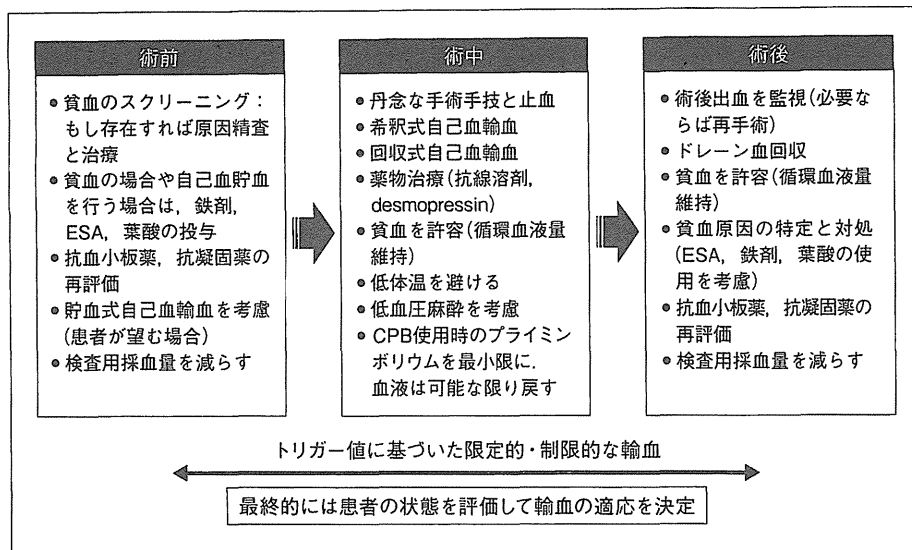 術前
● 貧血のスクリーニング：
もし存在すれば原因精査
と治療
● 貧血の場合や自己血貯血
を行う場合は，鉄剤，
ESA，葉酸の投与
● 抗血小板薬，抗凝固薬の
再評価
● 貯血式自己血輸血を考慮
(患者が望む場合)
● 検査用採血量を減らす
術中
● 丹念な手術手技と止血
● 希釈式自己血輸血
● 回収式自己血輸血
● 薬物治療(抗線溶剤，
desmopressin)
● 貧血を許容(循環血液量
維持)
● 低体温を避ける
● 低血圧麻酔を考慮
● CPB使用時のプライミン
ボリウムを最小限に．
血液は可能な限り戻す
術後
● 術後出血を監視(必要な
らば再手術)
● ドレーン血回収
● 貧血を許容(循環血液量
維持)
● 貧血原因の特定と対処
(ESA，鉄剤，葉酸の使
用を考慮)
● 抗血小板薬，抗凝固薬の
再評価
● 検査用採血量を減らす
トリガー値に基づいた限定的・制限的な輸血
最終的には患者の状態を評価して輸血の適応を決定